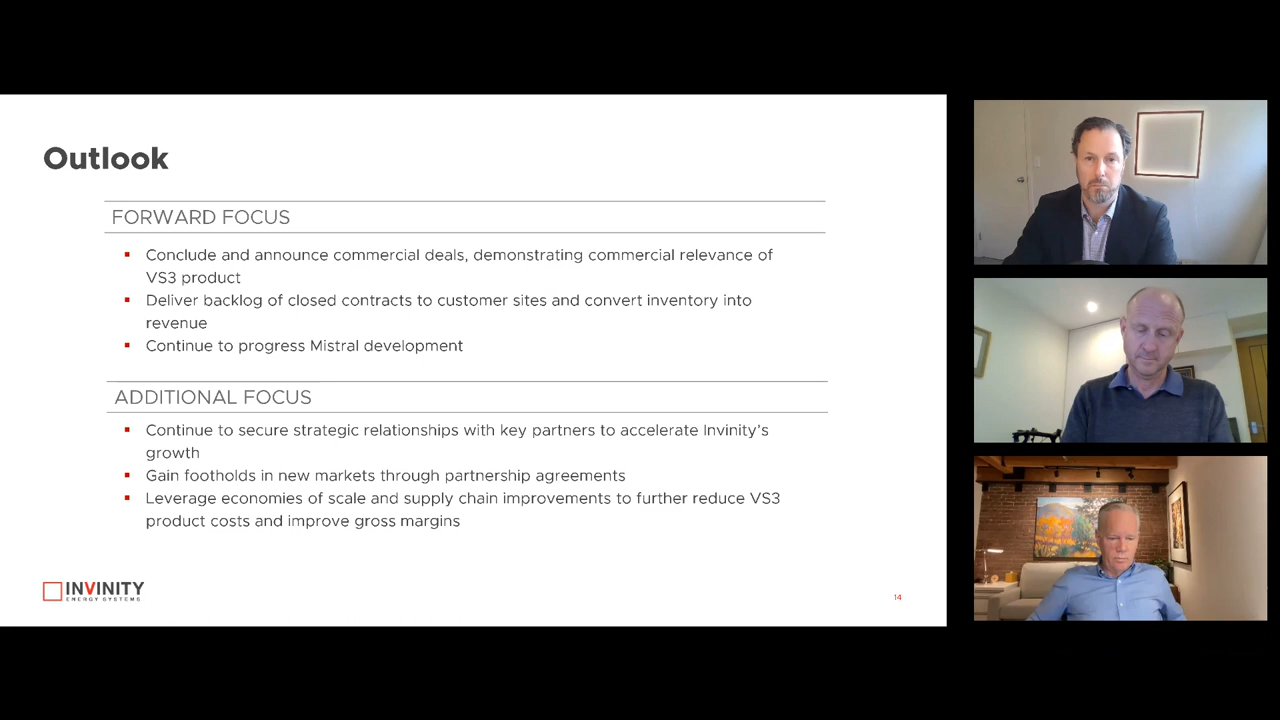 Outlook
FORWARD FOCUS
Conclude and announce commercial deals, demonstrating commercial relevance of
VS3 product
Deliver backlog of closed contracts to customer sites and convert inventory into
revenue
Continue to progress Mistral development
ADDITIONAL FOCUS
Continue to secure strategic relationships with key partners to accelerate Invinity’s
growth
Gain footholds in new markets through partnership agreements
Leverage economies of scale and supply chain improvements to further reduce VS3
product costs and improve gross margins
INVINITY
ENERGY SYSTEMS
14